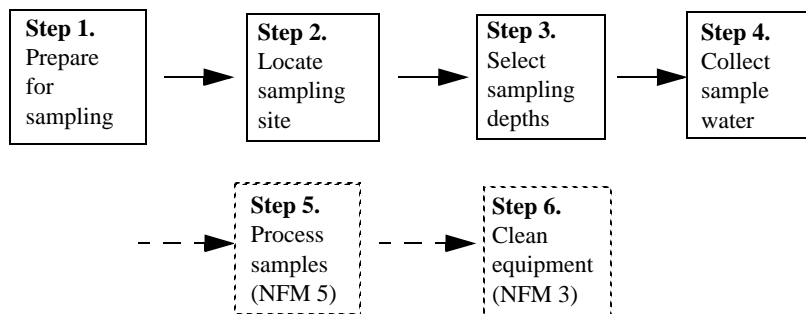 Step 1.
Prepare
for
sampling
Step 2.
Locate
sampling
site
Step 3.
Select
sampling
depths
Step 4.
Collect
sample
water
Step 5.
Process
samples
(NFM 5)
Step 6.
Clean
equipment
(NFM 3)